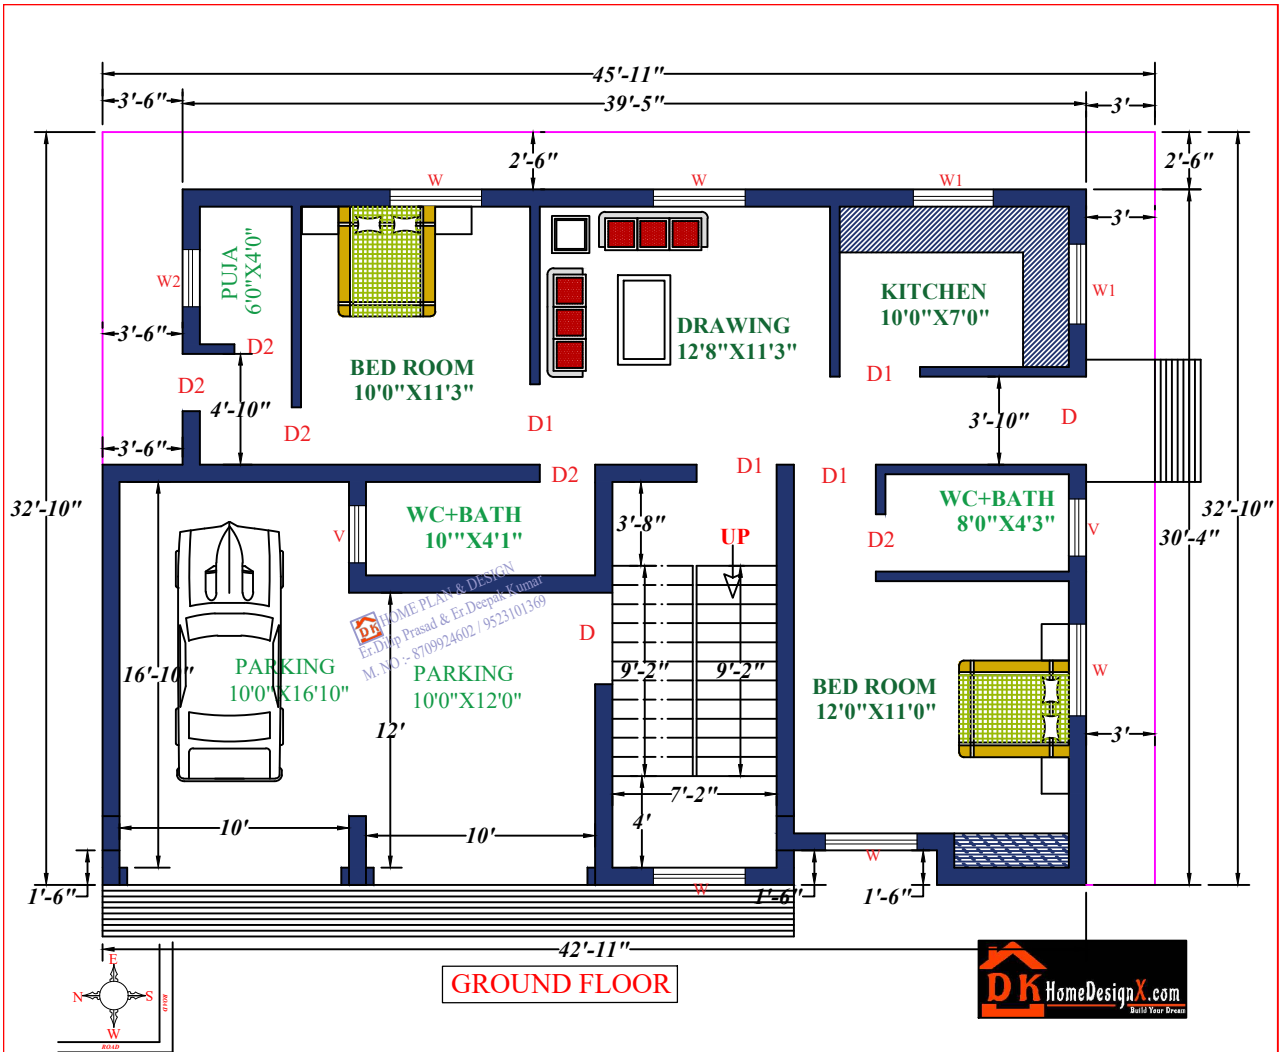 45'-11"
3'-6"
39'-5"
3'
2'-6"
2'-6"
W
W
W1
3'
PUJA
6'0"X4'0"
W2
KITCHEN
10'0"X7'0"
W1
3'-6"
D2
DRAWING
12'8"X11'3"
BED ROOM
10'0"X11'3"
D2
D1
4'-10"
D2
D1
3'-10"
D
3'-6"
D2
D1
D1
32'-10"
32'-10"
30'-4"
WC+BATH
10'"X4'1"
V
3'-8"
UP
WC+BATH
8'0"X4'3"
V
D2
HOME PLAN & DESIGN
Er.Dilip Prasad & Er.Deepak Kumar
M. NO :- 8709924602 / 9523101369
DK
D
16'-10"
PARKING
10'0"X16'10"
PARKING
10'0"X12'0"
9'-2"
9'-2"
BED ROOM
12'0"X11'0"
W
12'
3'
7'-2"
4'
10'
10'
W
1'-6"
W
1'-6"
1'-6"
42'-11"
GROUND FLOOR
E
N
S
W
ROAD
ROAD
DK
HomeDesignX.com
Build Your Dream